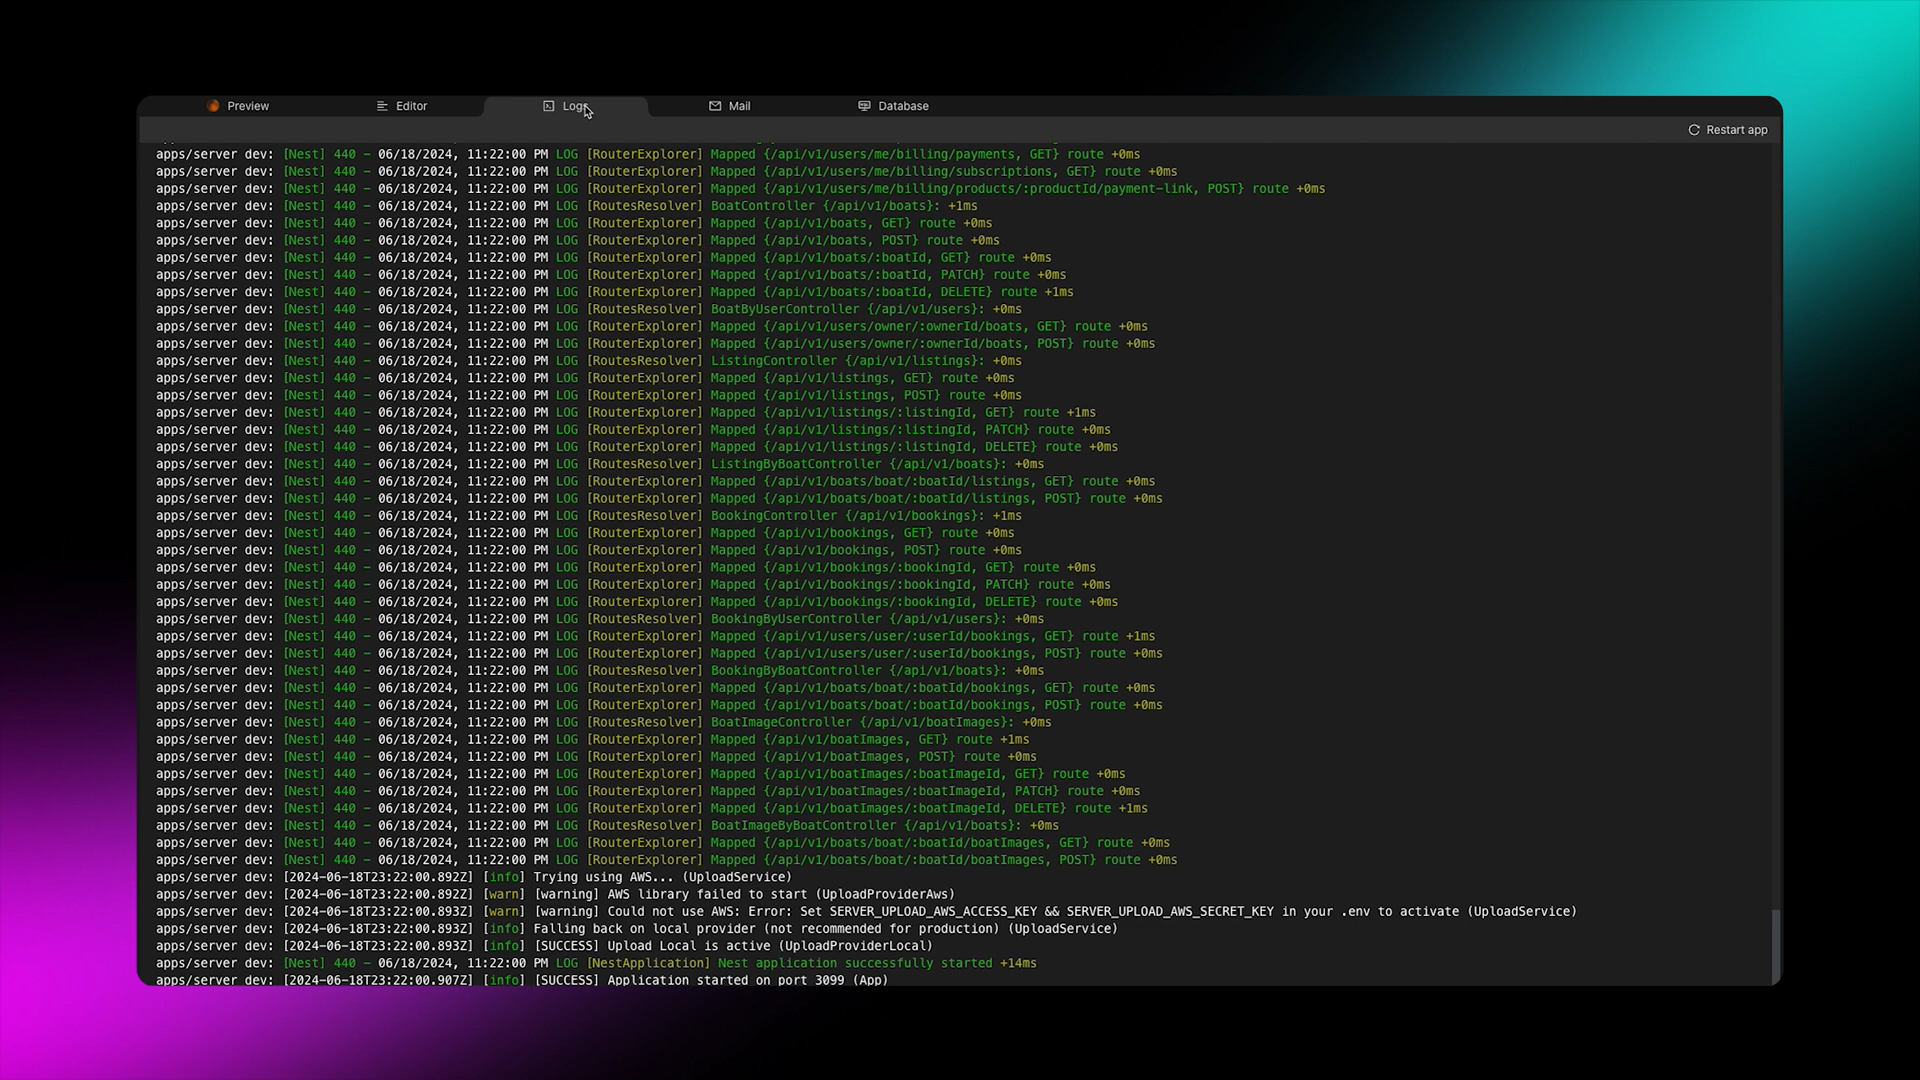 Preview
Editor
Logs
Mail
Database
Restart app
apps/server dev: [Nest] 440 - 06/18/2024, 11:22:00 PM LOG [RouterExplorer] Mapped {/api/v1/users/me/billing/payments, GET} route +0ms
apps/server dev: [Nest] 440 - 06/18/2024, 11:22:00 PM LOG [RouterExplorer] Mapped {/api/v1/users/me/billing/subscriptions, GET} route +0ms
apps/server dev: [Nest] 440 - 06/18/2024, 11:22:00 PM LOG [RouterExplorer] Mapped {/api/v1/users/me/billing/products/:productId/payment-link, POST} route +0ms
apps/server dev: [Nest] 440 - 06/18/2024, 11:22:00 PM LOG [RoutesResolver] BoatController {/api/v1/boats}: +1ms
apps/server dev: [Nest] 440 - 06/18/2024, 11:22:00 PM LOG [RouterExplorer] Mapped {/api/v1/boats, GET} route +0ms
apps/server dev: [Nest] 440 - 06/18/2024, 11:22:00 PM LOG [RouterExplorer] Mapped {/api/v1/boats, POST} route +0ms
apps/server dev: [Nest] 440 - 06/18/2024, 11:22:00 PM LOG [RouterExplorer] Mapped {/api/v1/boats/:boatId, GET} route +0ms
apps/server dev: [Nest] 440 - 06/18/2024, 11:22:00 PM LOG [RouterExplorer] Mapped {/api/v1/boats/:boatId, PATCH} route +0ms
apps/server dev: [Nest] 440 - 06/18/2024, 11:22:00 PM LOG [RouterExplorer] Mapped {/api/v1/boats/:boatId, DELETE} route +1ms
apps/server dev: [Nest] 440 - 06/18/2024, 11:22:00 PM LOG [RoutesResolver] BoatByUserController {/api/v1/users}: +0ms
apps/server dev: [Nest] 440 - 06/18/2024, 11:22:00 PM LOG [RouterExplorer] Mapped {/api/v1/users/owner/:ownerId/boats, GET} route +0ms
apps/server dev: [Nest] 440 - 06/18/2024, 11:22:00 PM LOG [RouterExplorer] Mapped {/api/v1/users/owner/:ownerId/boats, POST} route +0ms
apps/server dev: [Nest] 440 - 06/18/2024, 11:22:00 PM LOG [RoutesResolver] ListingController {/api/v1/listings}: +0ms
apps/server dev: [Nest] 440 - 06/18/2024, 11:22:00 PM LOG [RouterExplorer] Mapped {/api/v1/listings, GET} route +0ms
apps/server dev: [Nest] 440 - 06/18/2024, 11:22:00 PM LOG [RouterExplorer] Mapped {/api/v1/listings, POST} route +0ms
apps/server dev: [Nest] 440 - 06/18/2024, 11:22:00 PM LOG [RouterExplorer] Mapped {/api/v1/listings/:listingId, GET} route +1ms
apps/server dev: [Nest] 440 - 06/18/2024, 11:22:00 PM LOG [RouterExplorer] Mapped {/api/v1/listings/:listingId, PATCH} route +0ms
apps/server dev: [Nest] 440 - 06/18/2024, 11:22:00 PM LOG [RouterExplorer] Mapped {/api/v1/listings/:listingId, DELETE} route +0ms
apps/server dev: [Nest] 440 - 06/18/2024, 11:22:00 PM LOG [RoutesResolver] ListingByBoatController {/api/v1/boats}: +0ms
apps/server dev: [Nest] 440 - 06/18/2024, 11:22:00 PM LOG [RouterExplorer] Mapped {/api/v1/boats/boat/:boatId/listings, GET} route +0ms
apps/server dev: [Nest] 440 - 06/18/2024, 11:22:00 PM LOG [RouterExplorer] Mapped {/api/v1/boats/boat/:boatId/listings, POST} route +0ms
apps/server dev: [Nest] 440 - 06/18/2024, 11:22:00 PM LOG [RoutesResolver] BookingController {/api/v1/bookings}: +1ms
apps/server dev: [Nest] 440 - 06/18/2024, 11:22:00 PM LOG [RouterExplorer] Mapped {/api/v1/bookings, GET} route +0ms
apps/server dev: [Nest] 440 - 06/18/2024, 11:22:00 PM LOG [RouterExplorer] Mapped {/api/v1/bookings, POST} route +0ms
apps/server dev: [Nest] 440 - 06/18/2024, 11:22:00 PM LOG [RouterExplorer] Mapped {/api/v1/bookings/:bookingId, GET} route +0ms
apps/server dev: [Nest] 440 - 06/18/2024, 11:22:00 PM LOG [RouterExplorer] Mapped {/api/v1/bookings/:bookingId, PATCH} route +0ms
apps/server dev: [Nest] 440 - 06/18/2024, 11:22:00 PM LOG [RouterExplorer] Mapped {/api/v1/bookings/:bookingId, DELETE} route +0ms
apps/server dev: [Nest] 440 - 06/18/2024, 11:22:00 PM LOG [RoutesResolver] BookingByUserController {/api/v1/users}: +0ms
apps/server dev: [Nest] 440 - 06/18/2024, 11:22:00 PM LOG [RouterExplorer] Mapped {/api/v1/users/user/:userId/bookings, GET} route +1ms
apps/server dev: [Nest] 440 - 06/18/2024, 11:22:00 PM LOG [RouterExplorer] Mapped {/api/v1/users/user/:userId/bookings, POST} route +0ms
apps/server dev: [Nest] 440 - 06/18/2024, 11:22:00 PM LOG [RoutesResolver] BookingByBoatController {/api/v1/boats}: +0ms
apps/server dev: [Nest] 440 - 06/18/2024, 11:22:00 PM LOG [RouterExplorer] Mapped {/api/v1/boats/boat/:boatId/bookings, GET} route +0ms
apps/server dev: [Nest] 440 - 06/18/2024, 11:22:00 PM LOG [RouterExplorer] Mapped {/api/v1/boats/boat/:boatId/bookings, POST} route +0ms
apps/server dev: [Nest] 440 - 06/18/2024, 11:22:00 PM LOG [RoutesResolver] BoatImageController {/api/v1/boatImages}: +0ms
apps/server dev: [Nest] 440 - 06/18/2024, 11:22:00 PM LOG [RouterExplorer] Mapped {/api/v1/boatImages, GET} route +1ms
apps/server dev: [Nest] 440 - 06/18/2024, 11:22:00 PM LOG [RouterExplorer] Mapped {/api/v1/boatImages, POST} route +0ms
apps/server dev: [Nest] 440 - 06/18/2024, 11:22:00 PM LOG [RouterExplorer] Mapped {/api/v1/boatImages/:boatImageId, GET} route +0ms
apps/server dev: [Nest] 440 - 06/18/2024, 11:22:00 PM LOG [RouterExplorer] Mapped {/api/v1/boatImages/:boatImageId, PATCH} route +0ms
apps/server dev: [Nest] 440 - 06/18/2024, 11:22:00 PM LOG [RouterExplorer] Mapped {/api/v1/boatImages/:boatImageId, DELETE} route +1ms
apps/server dev: [Nest] 440 - 06/18/2024, 11:22:00 PM LOG [RoutesResolver] BoatImageByBoatController {/api/v1/boats}: +0ms
apps/server dev: [Nest] 440 - 06/18/2024, 11:22:00 PM LOG [RouterExplorer] Mapped {/api/v1/boats/boat/:boatId/boatImages, GET} route +0ms
apps/server dev: [Nest] 440 - 06/18/2024, 11:22:00 PM LOG [RouterExplorer] Mapped {/api/v1/boats/boat/:boatId/boatImages, POST} route +0ms
apps/server dev: [2024-06-18T23:22:00.892Z] [info] Trying using AWS... (UploadService)
apps/server dev: [2024-06-18T23:22:00.892Z] [warn] [warning] AWS library failed to start (UploadProviderAws)
apps/server dev: [2024-06-18T23:22:00.893Z] [warn] [warning] Could not use AWS: Error: Set SERVER_UPLOAD_AWS_ACCESS_KEY && SERVER_UPLOAD_AWS_SECRET_KEY in your .env to activate (UploadService)
apps/server dev: [2024-06-18T23:22:00.893Z] [info] Falling back on local provider (not recommended for production) (UploadService)
apps/server dev: [2024-06-18T23:22:00.893Z] [info] [SUCCESS] Upload Local is active (UploadProviderLocal)
apps/server dev: [Nest] 440 - 06/18/2024, 11:22:00 PM LOG [NestApplication] Nest application successfully started +14ms
apps/server dev: [2024-06-18T23:22:00.907Z] [info] [SUCCESS] Application started on port 3099 (App)